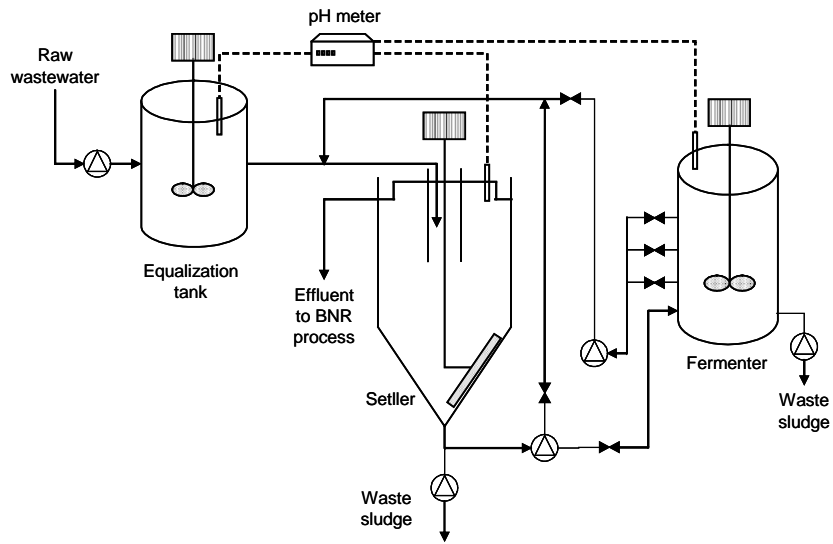 pH meter
Raw
wastewater
Equalization
tank
Effluent
to BNR
process
Setller
Fermenter
Waste
sludge
Waste
sludge